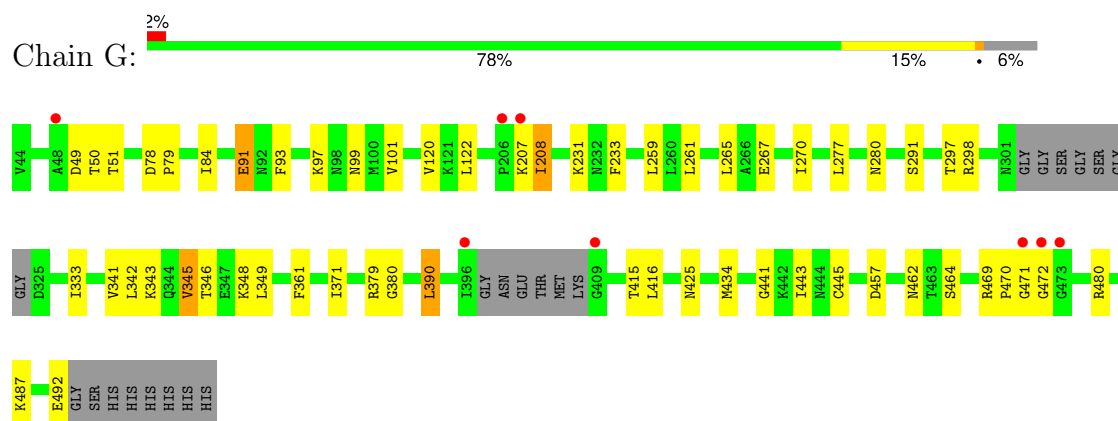 2%
Chain G:
78% 15% • 6%
V44 A48 D49 T50 T51 D78 P79 I84 E91 N92 F93 K97 N98 N99 M100 V101 V120 K121 L122 P206 K207 I208 K231 N232 F233 L259 L260 L261 L265 A266 E267 I270 L277 N280 S291 T297 R298 N301 GLY GLY SER GLY SER GLY
GLY D325 I333 V341 L342 K343 Q344 V345 T346 E347 K348 L349 F361 I371 R379 G380 L390 I396 GLY ASN GLU THR MET LYS G409 T415 L416 N425 M434 G441 K442 I443 N444 C445 D457 N462 T463 S464 R469 P470 G471 G472 G473 R480
K487 E492 GLY SER HIS HIS HIS HIS HIS HIS